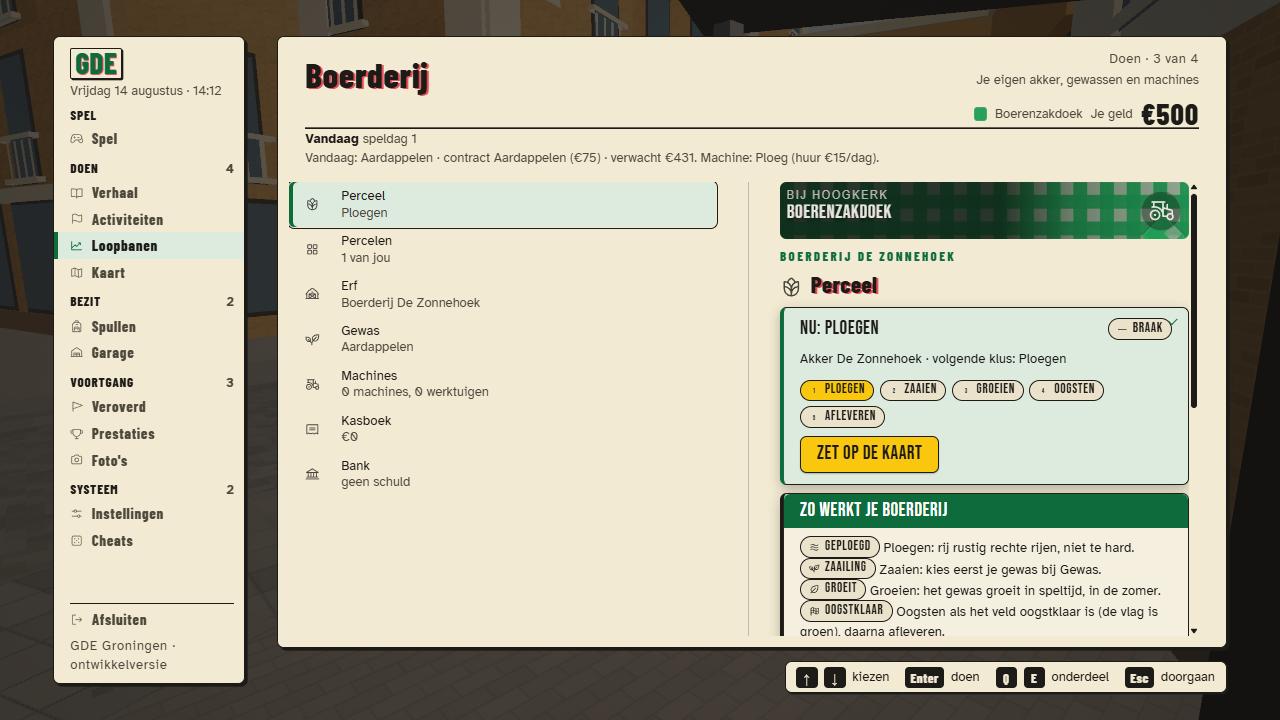 GDE
Vrijdag 14 augustus · 14:12
SPEL
Spel
DOEN 4
Verhaal
Activiteiten
Loopbanen
Kaart
BEZIT 2
Spullen
Garage
VOORTGANG 3
Veroverd
Prestaties
Foto's
SYSTEEM 2
Instellingen
Cheats
Afsluiten
GDE Groningen ·
ontwikkelversie
Boerderij
Doen · 3 van 4
Je eigen akker, gewassen en machines
Boerenzakdoek Je geld €500
Vandaag speldag 1
Vandaag: Aardappelen · contract Aardappelen (€75) · verwacht €431. Machine: Ploeg (huur €15/dag).
Perceel
Ploegen
Percelen
1 van jou
Erf
Boerderij De Zonnehoek
Gewas
Aardappelen
Machines
0 machines, 0 werktuigen
Kasboek
€0
Bank
geen schuld
BIJ HOOGKERK
BOERENZAKDOEK
BOERDERIJ DE ZONNEHOEK
Perceel
NU: PLOEGEN — BRAAK
Akker De Zonnehoek · volgende klus: Ploegen
1 PLOEGEN 2 ZAAIEN 3 GROEIEN 4 OOGSTEN
5 AFLEVEREN
ZET OP DE KAART
ZO WERKT JE BOERDERIJ
GEPLOEGD Ploegen: rij rustig rechte rijen, niet te hard.
ZAAILING Zaaien: kies eerst je gewas bij Gewas.
GROEIT Groeien: het gewas groeit in speltijd, in de zomer.
OOGSTKLAAR Oogsten als het veld oogstklaar is (de vlag is
groen), daarna afleveren.
↑ ↓ kiezen Enter doen Q E onderdeel Esc doorgaan